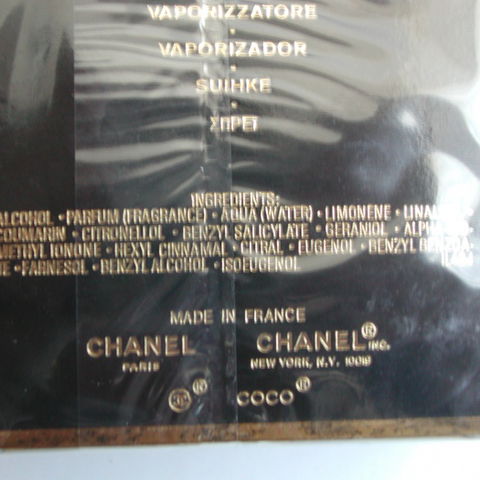 VAPORIZZATORE
•
VAPORIZADOR
•
SUIHKE
•
ΣΠΡΕΪ
INGREDIENTS:
ALCOHOL • PARFUM (FRAGRANCE) • AQUA (WATER) • LIMONENE • LINAL
COUMARIN • CITRONELLOL • BENZYL SALICYLATE • GERANIOL • ALPHA-
METHYL IONONE • HEXYL CINNAMAL • CITRAL • EUGENOL • BENZYL BENZOA-
TE • FARNESOL • BENZYL ALCOHOL • ISOEUGENOL
MADE IN FRANCE
CHANEL - CHANEL® INC.
PARIS NEW YORK, N.Y. 10019
® COCO®